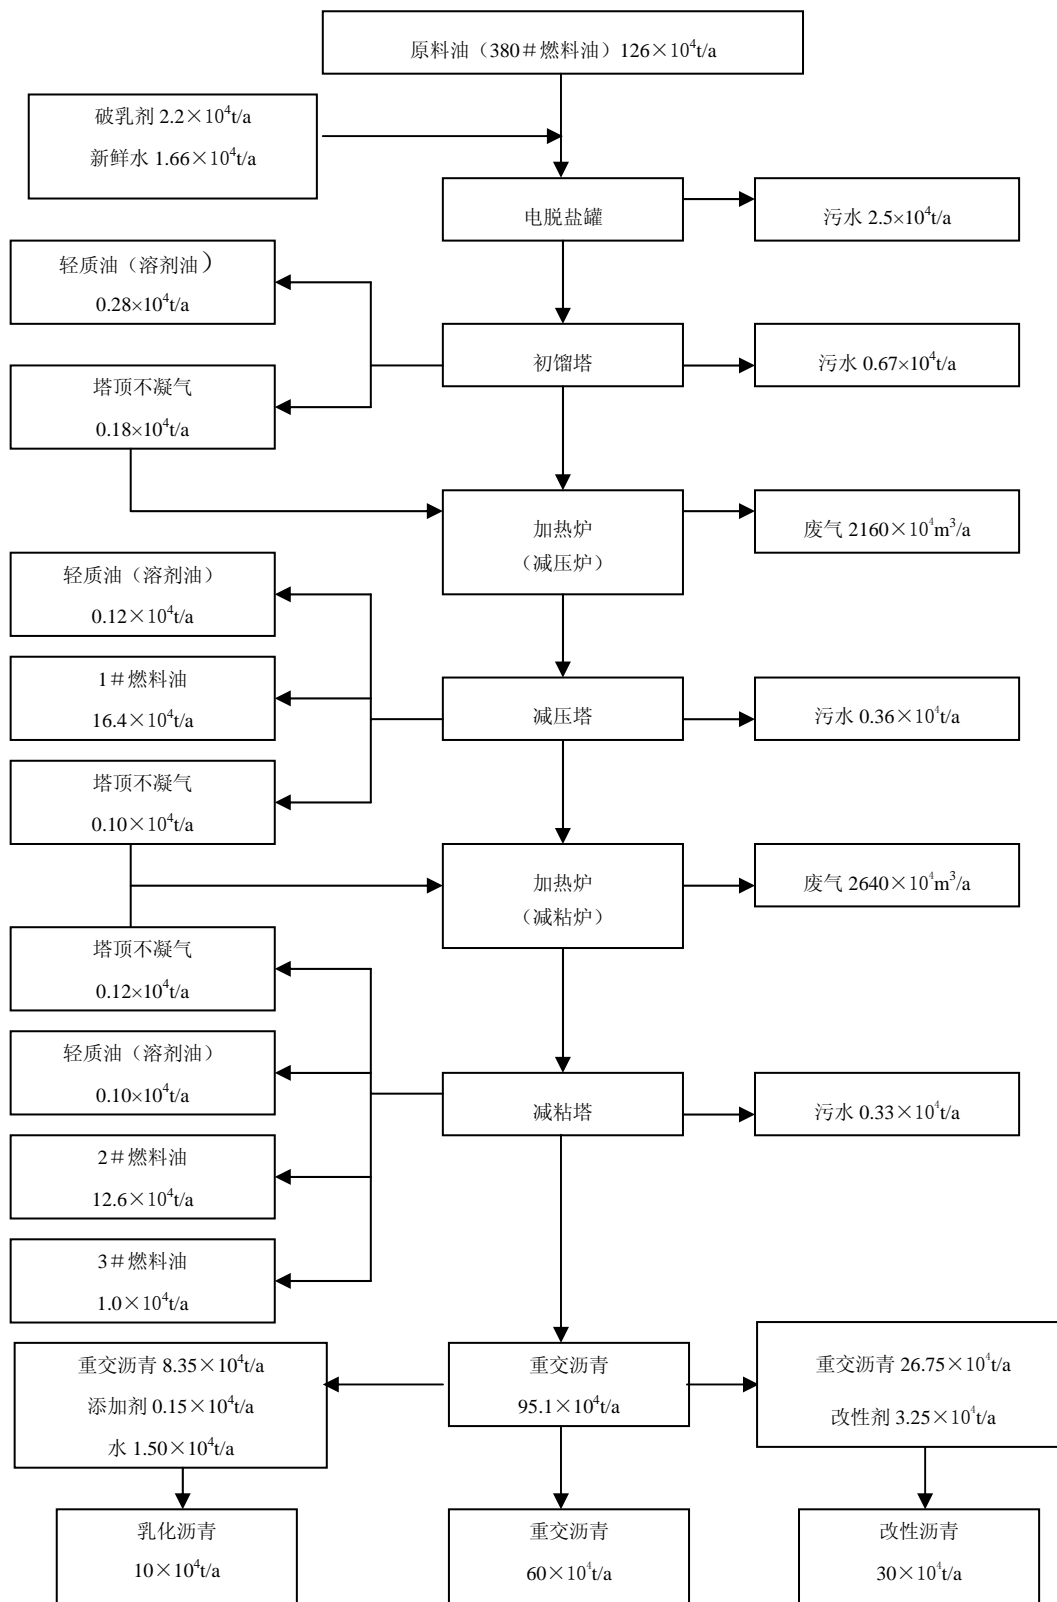 原料油（380＃燃料油）126×10⁴t/a
破乳剂 2.2×10⁴t/a
新鲜水 1.66×10⁴t/a
电脱盐罐
污水 2.5×10⁴t/a
轻质油（溶剂油）
0.28×10⁴t/a
初馏塔
污水 0.67×10⁴t/a
塔顶不凝气
0.18×10⁴t/a
加热炉
（减压炉）
废气 2160×10⁴m³/a
轻质油（溶剂油）
0.12×10⁴t/a
1＃燃料油
16.4×10⁴t/a
减压塔
污水 0.36×10⁴t/a
塔顶不凝气
0.10×10⁴t/a
加热炉
（减粘炉）
废气 2640×10⁴m³/a
塔顶不凝气
0.12×10⁴t/a
轻质油（溶剂油）
0.10×10⁴t/a
减粘塔
污水 0.33×10⁴t/a
2＃燃料油
12.6×10⁴t/a
3＃燃料油
1.0×10⁴t/a
重交沥青 8.35×10⁴t/a
添加剂 0.15×10⁴t/a
水 1.50×10⁴t/a
重交沥青
95.1×10⁴t/a
重交沥青 26.75×10⁴t/a
改性剂 3.25×10⁴t/a
乳化沥青
10×10⁴t/a
重交沥青
60×10⁴t/a
改性沥青
30×10⁴t/a